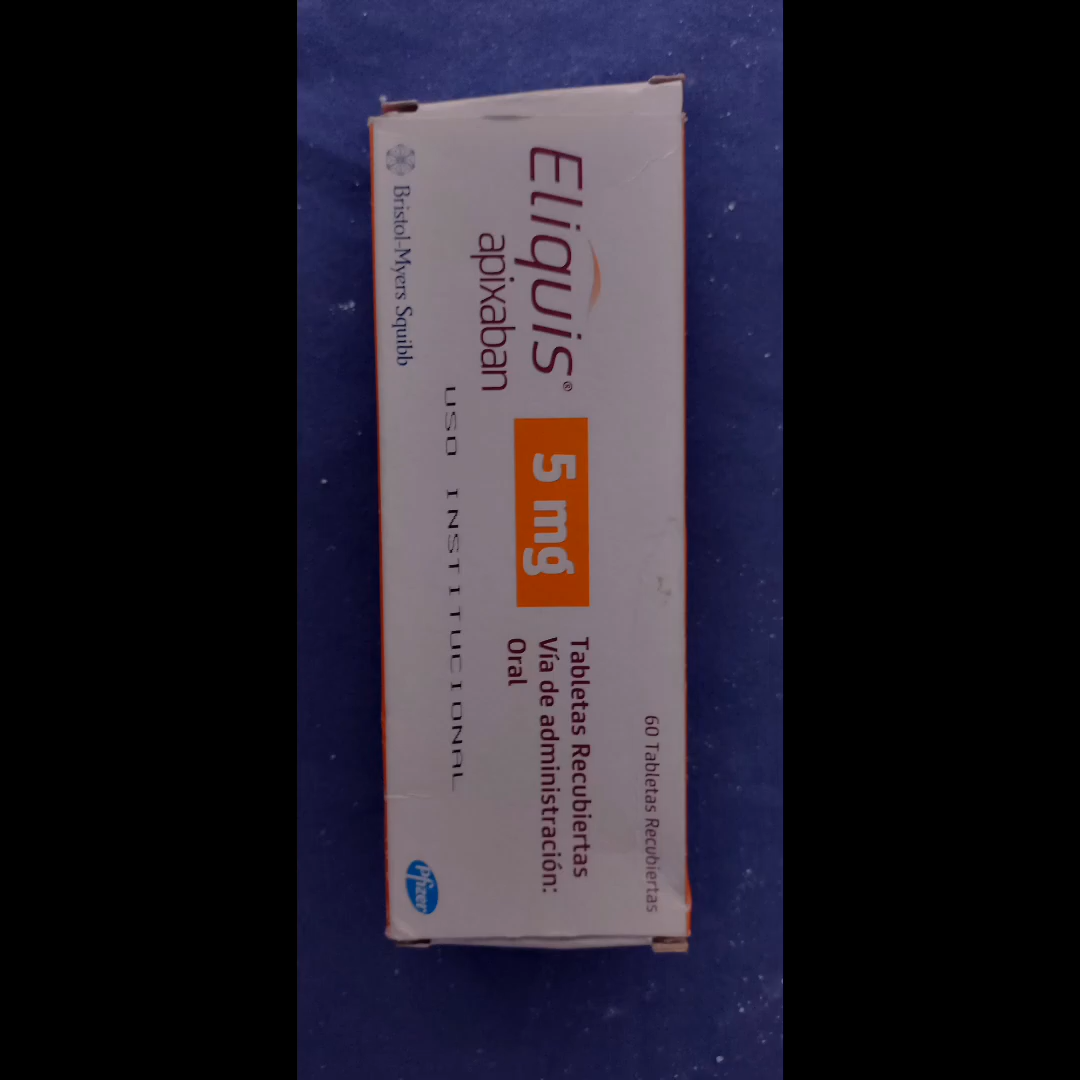 60 Tabletas Recubiertas
Eliquis®
apixaban
5 mg
Tabletas Recubiertas
Vía de administración:
Oral
USO INSTITUCIONAL
Bristol-Myers Squibb
Pfizer